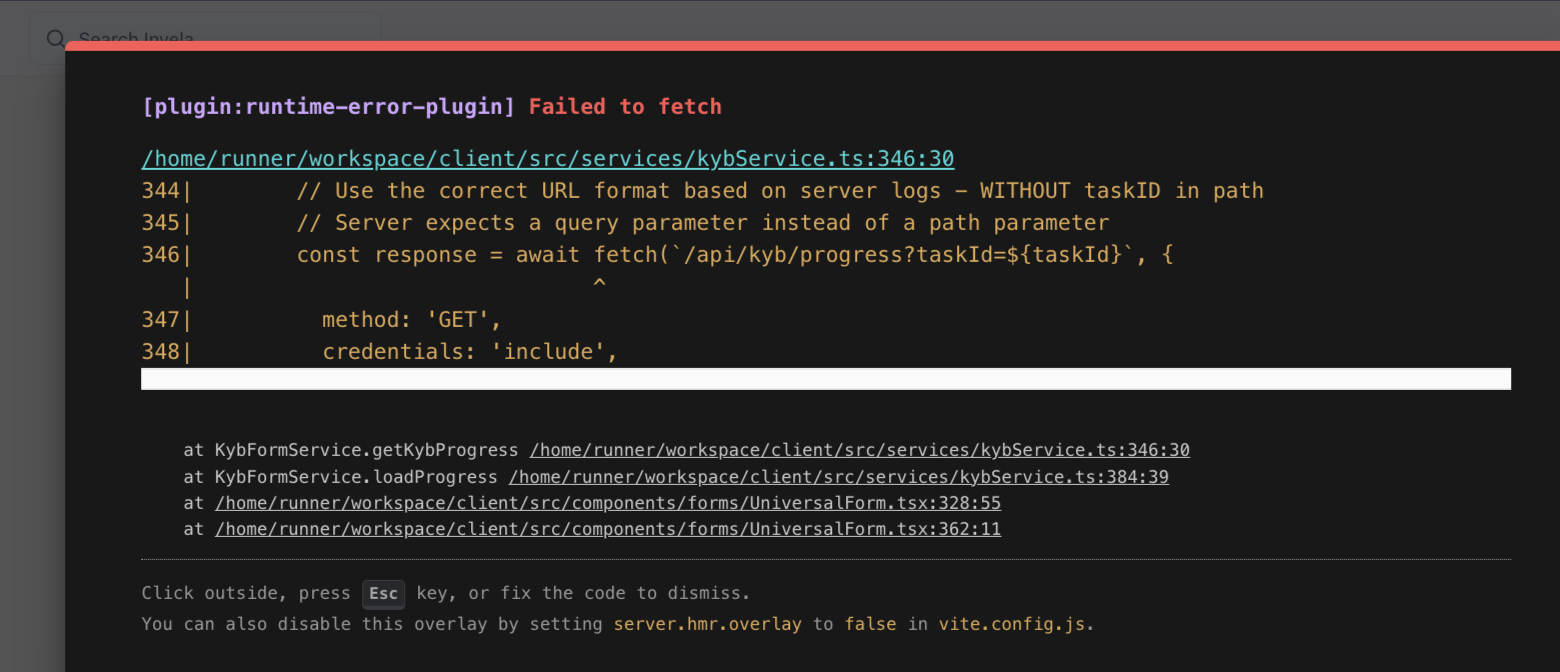 Search Invela
[plugin:runtime-error-plugin] Failed to fetch
/home/runner/workspace/client/src/services/kybService.ts:346:30
344|        // Use the correct URL format based on server logs – WITHOUT taskID in path
345|        // Server expects a query parameter instead of a path parameter
346|        const response = await fetch(`/api/kyb/progress?taskId=${taskId}`, {
   |                               ^
347|          method: 'GET',
348|          credentials: 'include',
at KybFormService.getKybProgress /home/runner/workspace/client/src/services/kybService.ts:346:30
at KybFormService.loadProgress /home/runner/workspace/client/src/services/kybService.ts:384:39
at /home/runner/workspace/client/src/components/forms/UniversalForm.tsx:328:55
at /home/runner/workspace/client/src/components/forms/UniversalForm.tsx:362:11
Click outside, press Esc key, or fix the code to dismiss.
You can also disable this overlay by setting server.hmr.overlay to false in vite.config.js.